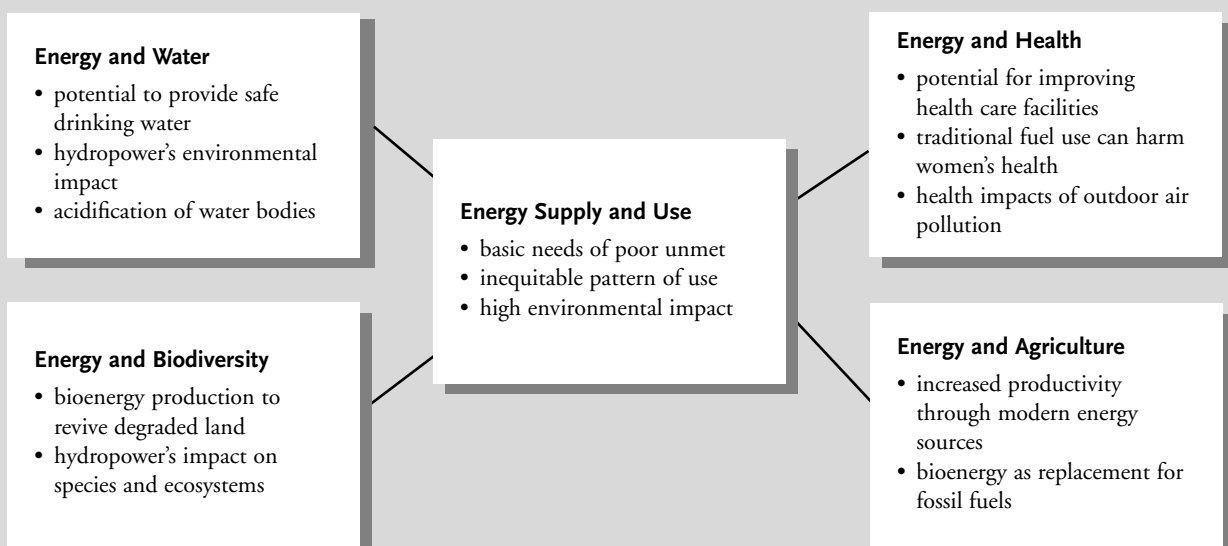 Energy and Water
• potential to provide safe
drinking water
• hydropower's environmental
impact
• acidification of water bodies
Energy and Biodiversity
• bioenergy production to
revive degraded land
• hydropower's impact on
species and ecosystems
Energy Supply and Use
• basic needs of poor unmet
• inequitable pattern of use
• high environmental impact
Energy and Health
• potential for improving
health care facilities
• traditional fuel use can harm
women's health
• health impacts of outdoor air
pollution
Energy and Agriculture
• increased productivity
through modern energy
sources
• bioenergy as replacement for
fossil fuels